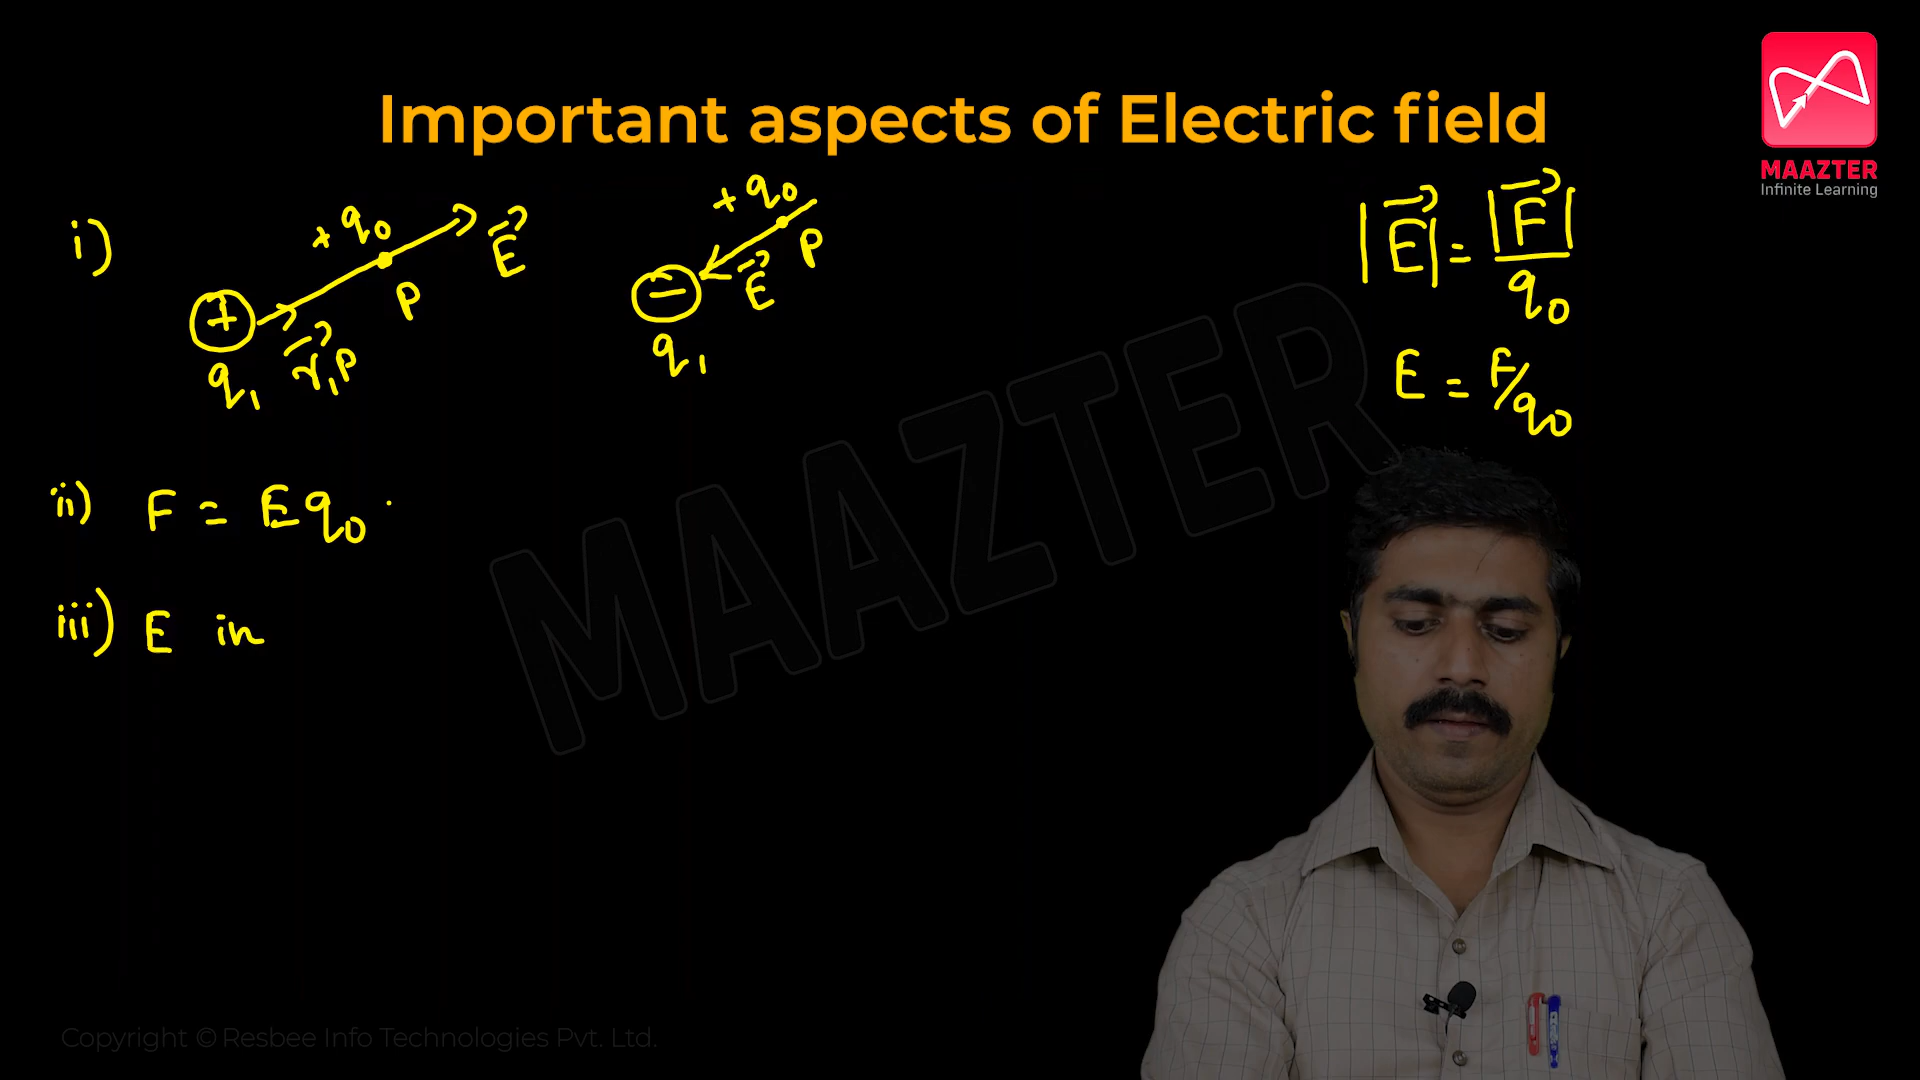 Important aspects of Electric field
MAAZTER
Infinite Learning
i) + q₀ E⃗ P + q₁ r⃗₁P
+ q₀ P E⃗ − q₁
|E⃗| = |F⃗| / q₀
E = F/q₀
ii) F = E q₀ .
iii) E in
MAAZTER
Copyright © Resbee Info Technologies Pvt. Ltd.